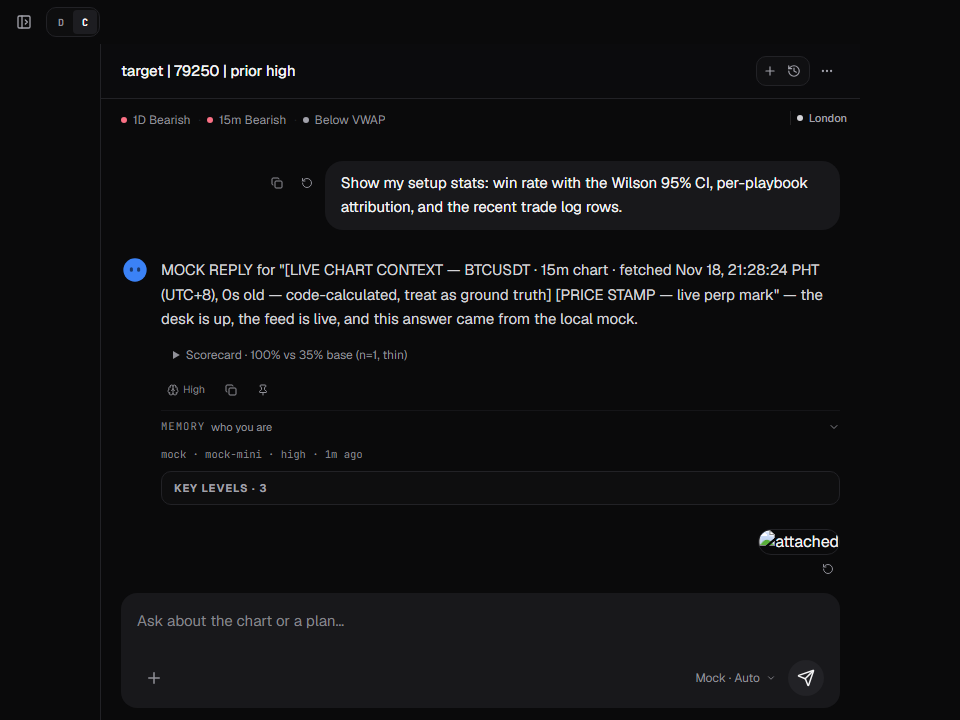 D C
target | 79250 | prior high
1D Bearish · 15m Bearish · Below VWAP
London
Show my setup stats: win rate with the Wilson 95% CI, per-playbook
attribution, and the recent trade log rows.
MOCK REPLY for "[LIVE CHART CONTEXT — BTCUSDT · 15m chart · fetched Nov 18, 21:28:24 PHT
(UTC+8), 0s old — code-calculated, treat as ground truth] [PRICE STAMP — live perp mark" — the
desk is up, the feed is live, and this answer came from the local mock.
Scorecard · 100% vs 35% base (n=1, thin)
High
MEMORY who you are
mock · mock-mini · high · 1m ago
KEY LEVELS · 3
attached
Ask about the chart or a plan...
Mock · Auto